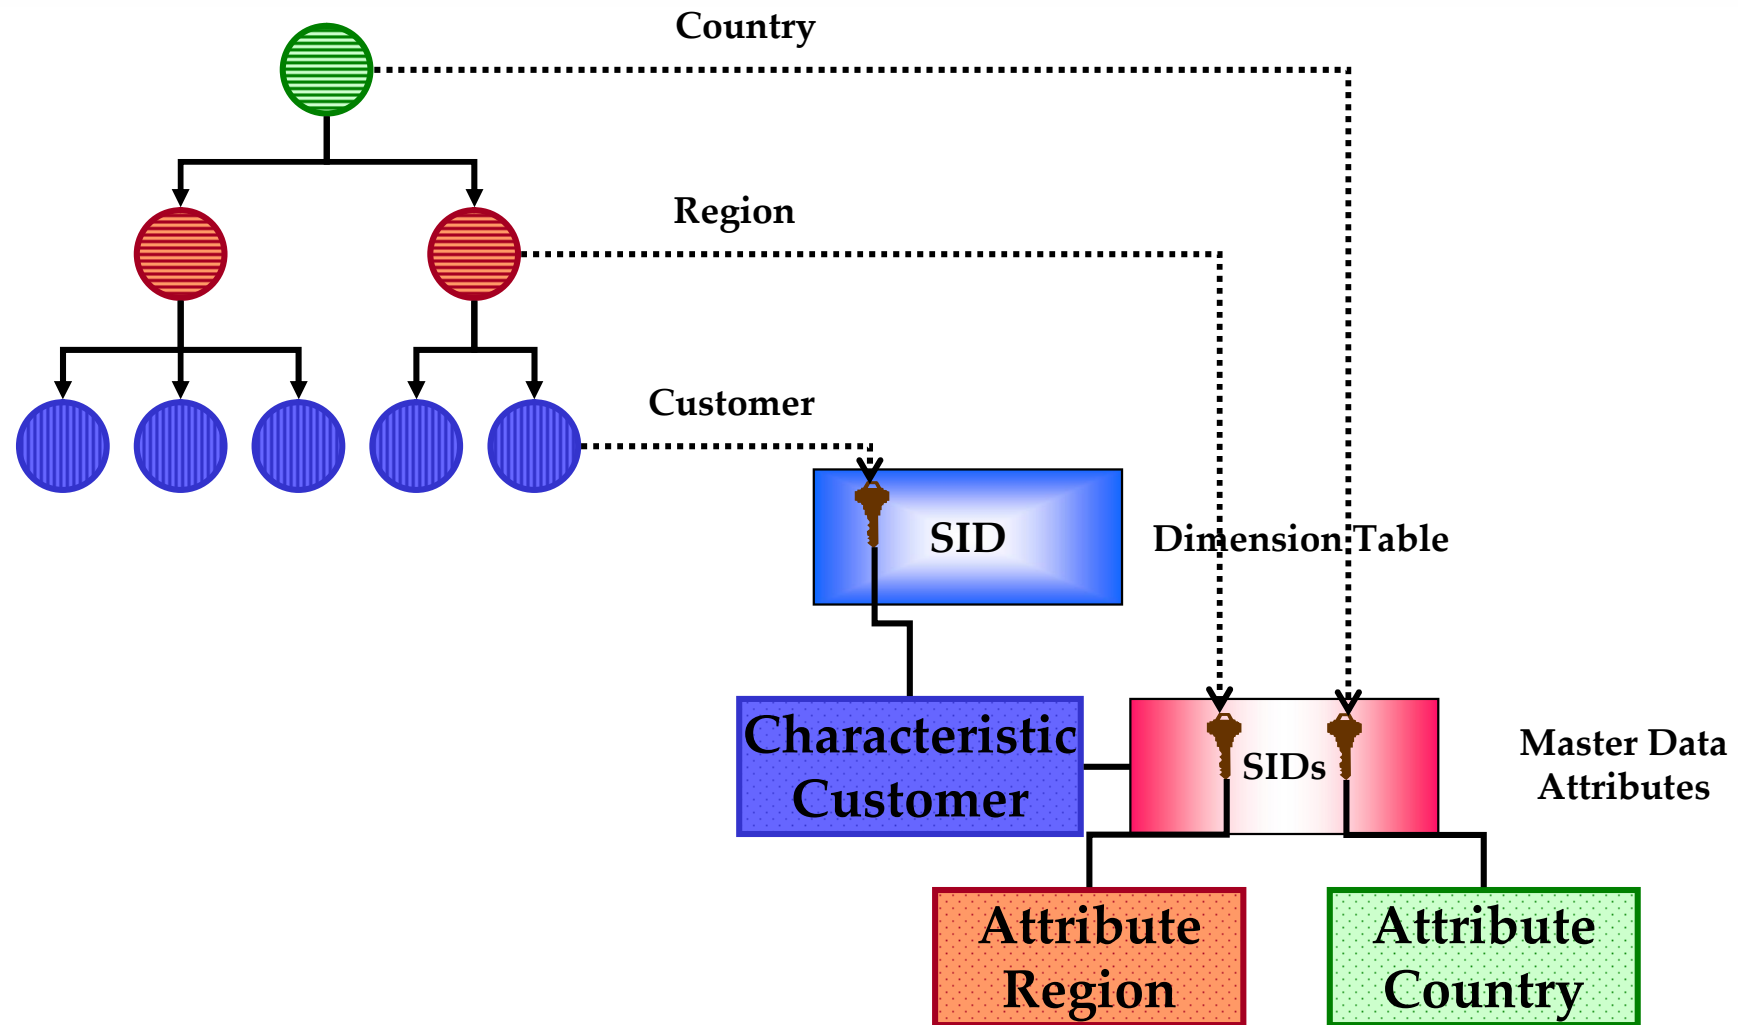 Country
Region
Customer
SID
Dimension Table
Characteristic
Customer
SIDs
Master Data
Attributes
Attribute
Region
Attribute
Country